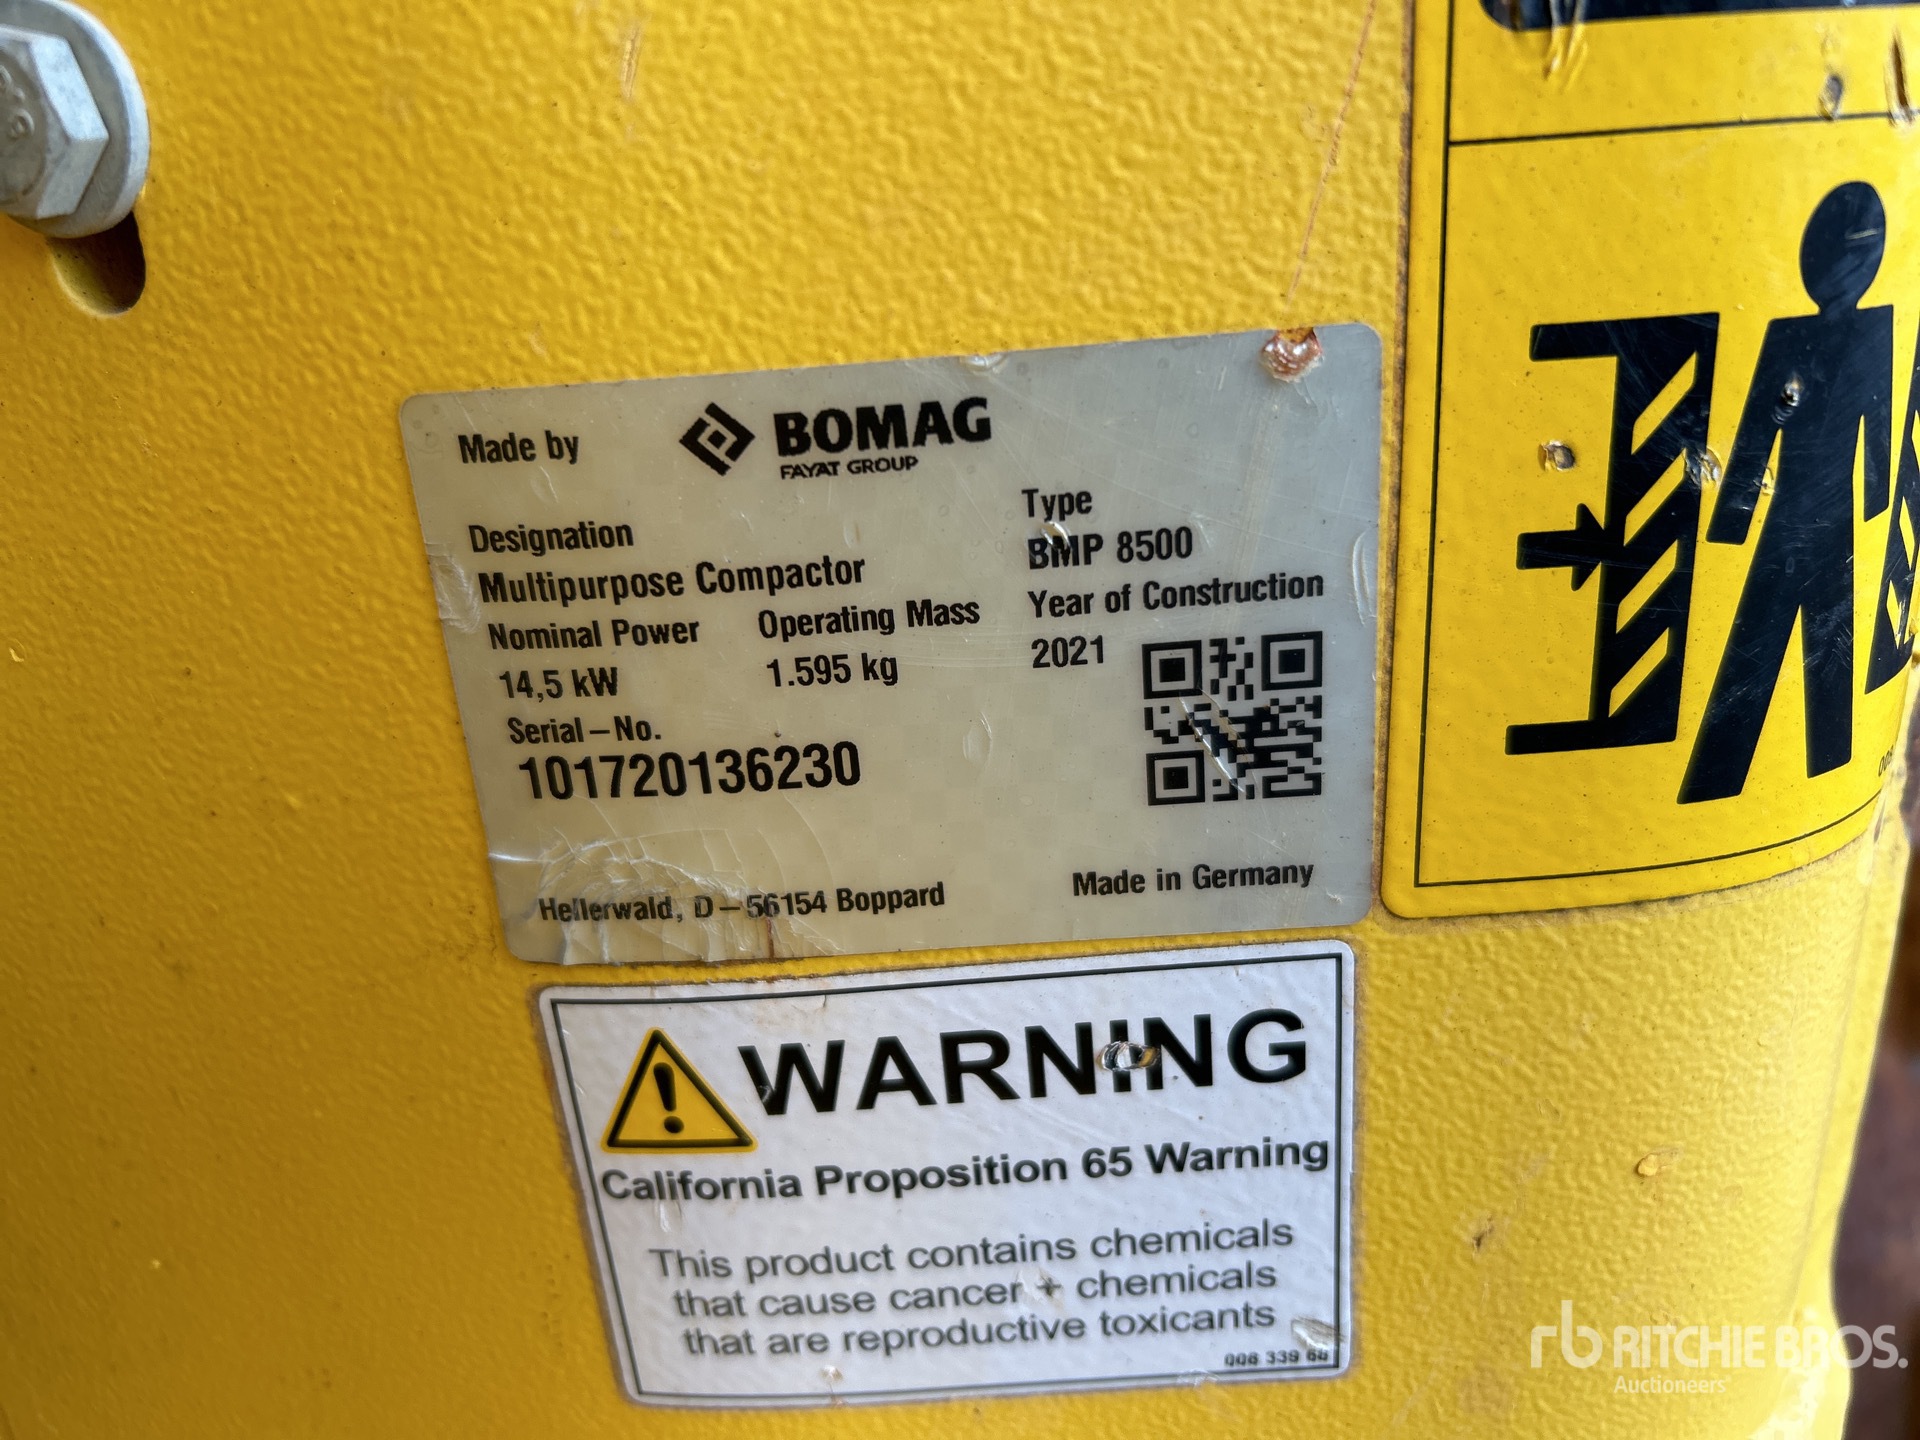 Made by
BOMAG
FAYAT GROUP
Designation
Multipurpose Compactor
Type
BMP 8500
Nominal Power
14,5 kW
Operating Mass
1.595 kg
Year of Construction
2021
Serial-No.
101720136230
Hellerwald, D-56154 Boppard
Made in Germany
WARNING
California Proposition 65 Warning
This product contains chemicals
that cause cancer + chemicals
that are reproductive toxicants
008 339
rb RITCHIE BROS.
Auctioneers